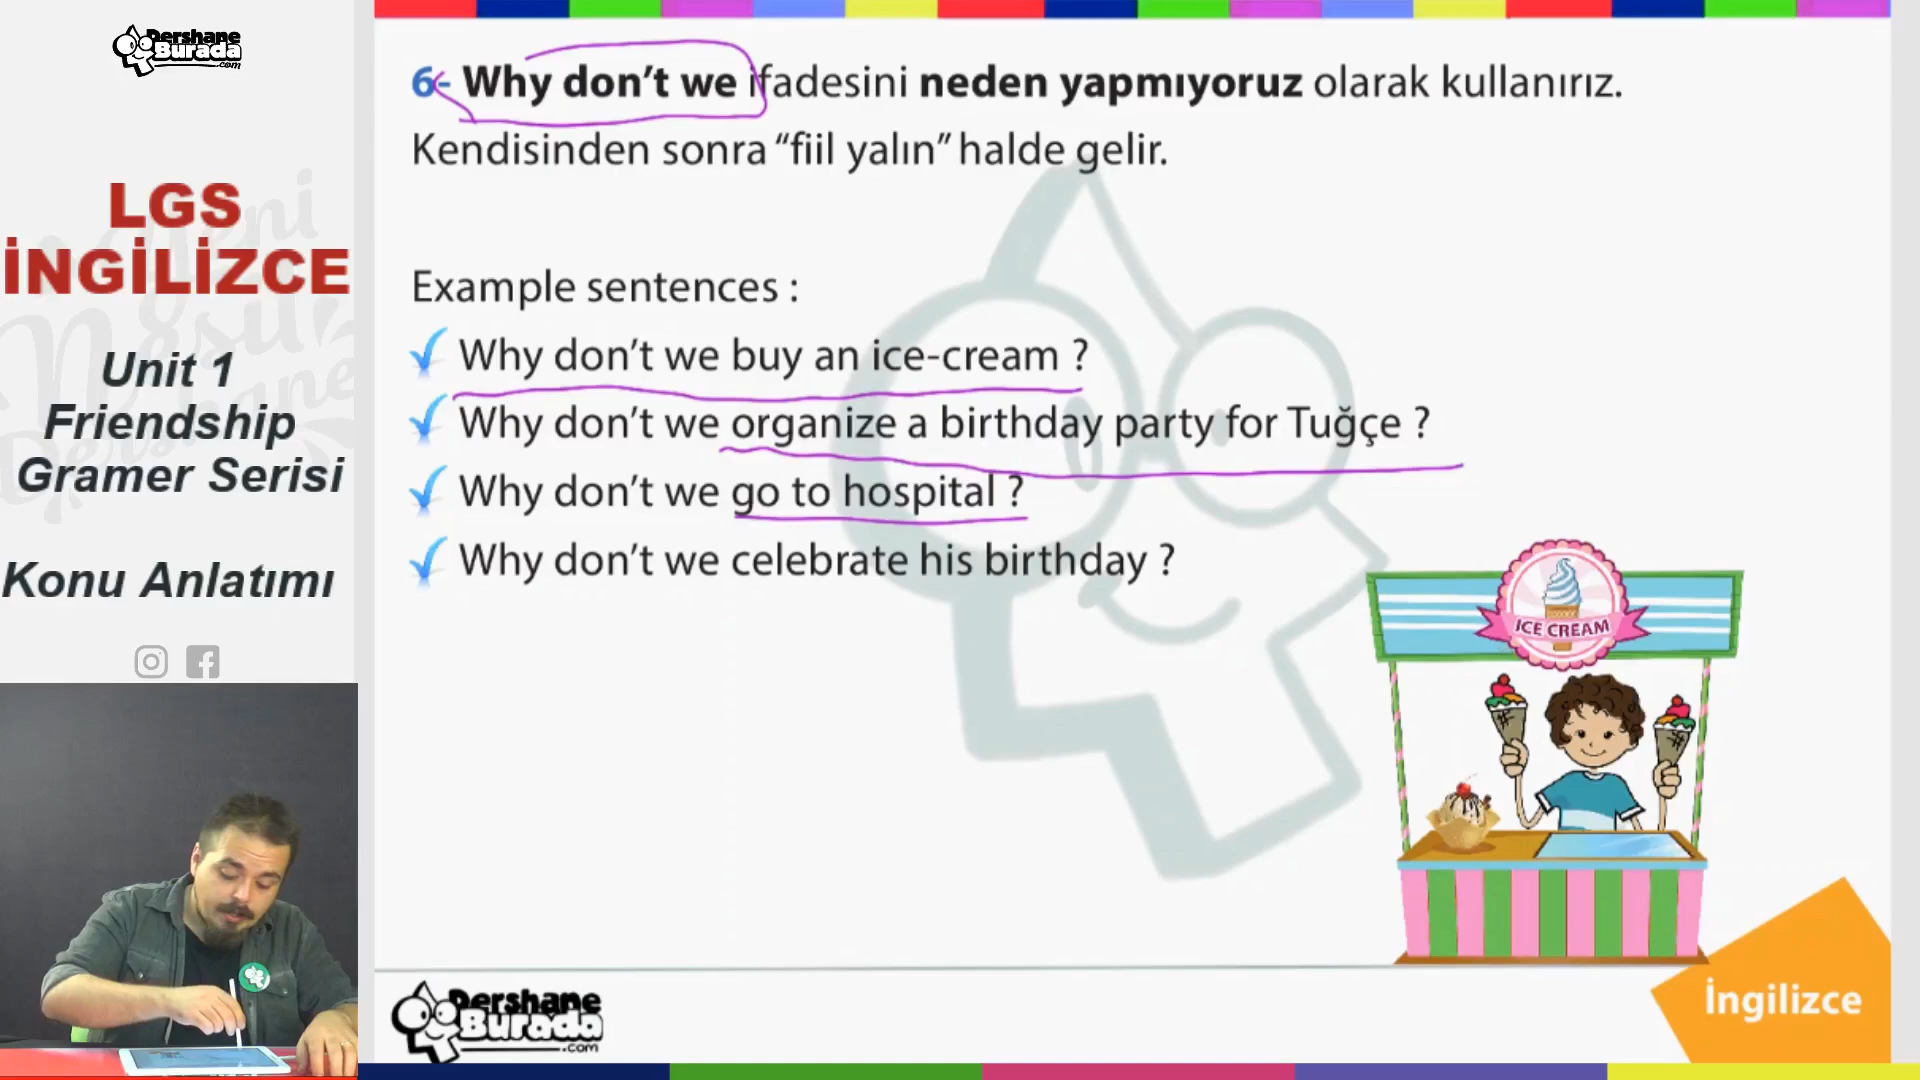 Dershane
Burada
.com
LGS
İNGİLİZCE
Unit 1
Friendship
Gramer Serisi
Konu Anlatımı
6- Why don't we ifadesini neden yapmıyoruz olarak kullanırız.
Kendisinden sonra “fiil yalın” halde gelir.
Example sentences :
Why don't we buy an ice-cream ?
Why don't we organize a birthday party for Tuğçe ?
Why don't we go to hospital ?
Why don't we celebrate his birthday ?
ICE CREAM
Dershane
Burada
.com
İngilizce